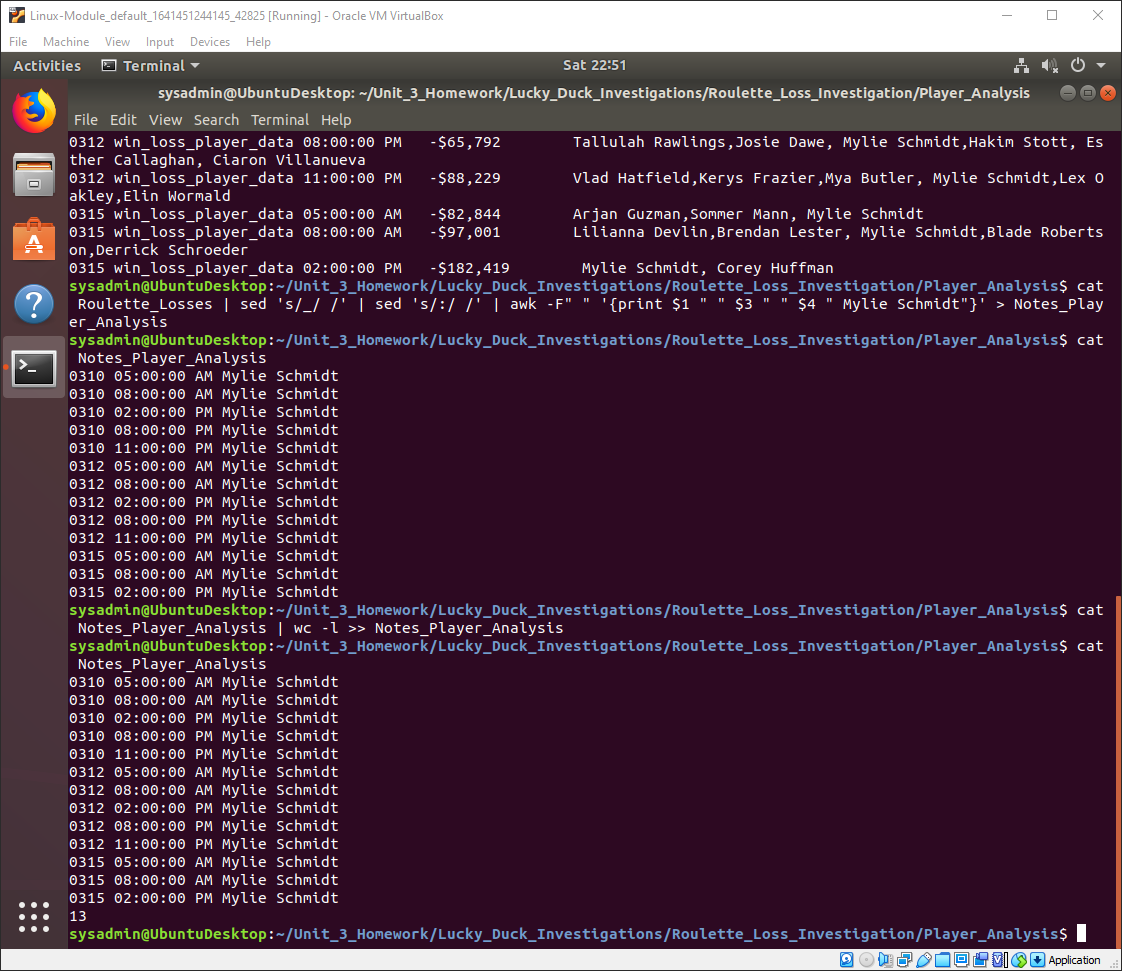 Linux-Module_default_1641451244145_42825 [Running] - Oracle VM VirtualBox
File Machine View Input Devices Help
Activities Terminal Sat 22:51
sysadmin@UbuntuDesktop: ~/Unit_3_Homework/Lucky_Duck_Investigations/Roulette_Loss_Investigation/Player_Analysis
File Edit View Search Terminal Help
0312 win_loss_player_data 08:00:00 PM -$65,792 Tallulah Rawlings,Josie Dawe, Mylie Schmidt,Hakim Stott, Es
ther Callaghan, Ciaron Villanueva
0312 win_loss_player_data 11:00:00 PM -$88,229 Vlad Hatfield,Kerys Frazier,Mya Butler, Mylie Schmidt,Lex O
akley,Elin Wormald
0315 win_loss_player_data 05:00:00 AM -$82,844 Arjan Guzman,Sommer Mann, Mylie Schmidt
0315 win_loss_player_data 08:00:00 AM -$97,001 Lilianna Devlin,Brendan Lester, Mylie Schmidt,Blade Roberts
on,Derrick Schroeder
0315 win_loss_player_data 02:00:00 PM -$182,419 Mylie Schmidt, Corey Huffman
sysadmin@UbuntuDesktop:~/Unit_3_Homework/Lucky_Duck_Investigations/Roulette_Loss_Investigation/Player_Analysis$ cat
Roulette_Losses | sed 's/_/ /' | sed 's/:/ /' | awk -F" " '{print $1 " " $3 " " $4 " Mylie Schmidt"}' > Notes_Play
er_Analysis
sysadmin@UbuntuDesktop:~/Unit_3_Homework/Lucky_Duck_Investigations/Roulette_Loss_Investigation/Player_Analysis$ cat
Notes_Player_Analysis
0310 05:00:00 AM Mylie Schmidt
0310 08:00:00 AM Mylie Schmidt
0310 02:00:00 PM Mylie Schmidt
0310 08:00:00 PM Mylie Schmidt
0310 11:00:00 PM Mylie Schmidt
0312 05:00:00 AM Mylie Schmidt
0312 08:00:00 AM Mylie Schmidt
0312 02:00:00 PM Mylie Schmidt
0312 08:00:00 PM Mylie Schmidt
0312 11:00:00 PM Mylie Schmidt
0315 05:00:00 AM Mylie Schmidt
0315 08:00:00 AM Mylie Schmidt
0315 02:00:00 PM Mylie Schmidt
sysadmin@UbuntuDesktop:~/Unit_3_Homework/Lucky_Duck_Investigations/Roulette_Loss_Investigation/Player_Analysis$ cat
Notes_Player_Analysis | wc -l >> Notes_Player_Analysis
sysadmin@UbuntuDesktop:~/Unit_3_Homework/Lucky_Duck_Investigations/Roulette_Loss_Investigation/Player_Analysis$ cat
Notes_Player_Analysis
0310 05:00:00 AM Mylie Schmidt
0310 08:00:00 AM Mylie Schmidt
0310 02:00:00 PM Mylie Schmidt
0310 08:00:00 PM Mylie Schmidt
0310 11:00:00 PM Mylie Schmidt
0312 05:00:00 AM Mylie Schmidt
0312 08:00:00 AM Mylie Schmidt
0312 02:00:00 PM Mylie Schmidt
0312 08:00:00 PM Mylie Schmidt
0312 11:00:00 PM Mylie Schmidt
0315 05:00:00 AM Mylie Schmidt
0315 08:00:00 AM Mylie Schmidt
0315 02:00:00 PM Mylie Schmidt
13
sysadmin@UbuntuDesktop:~/Unit_3_Homework/Lucky_Duck_Investigations/Roulette_Loss_Investigation/Player_Analysis$
Application